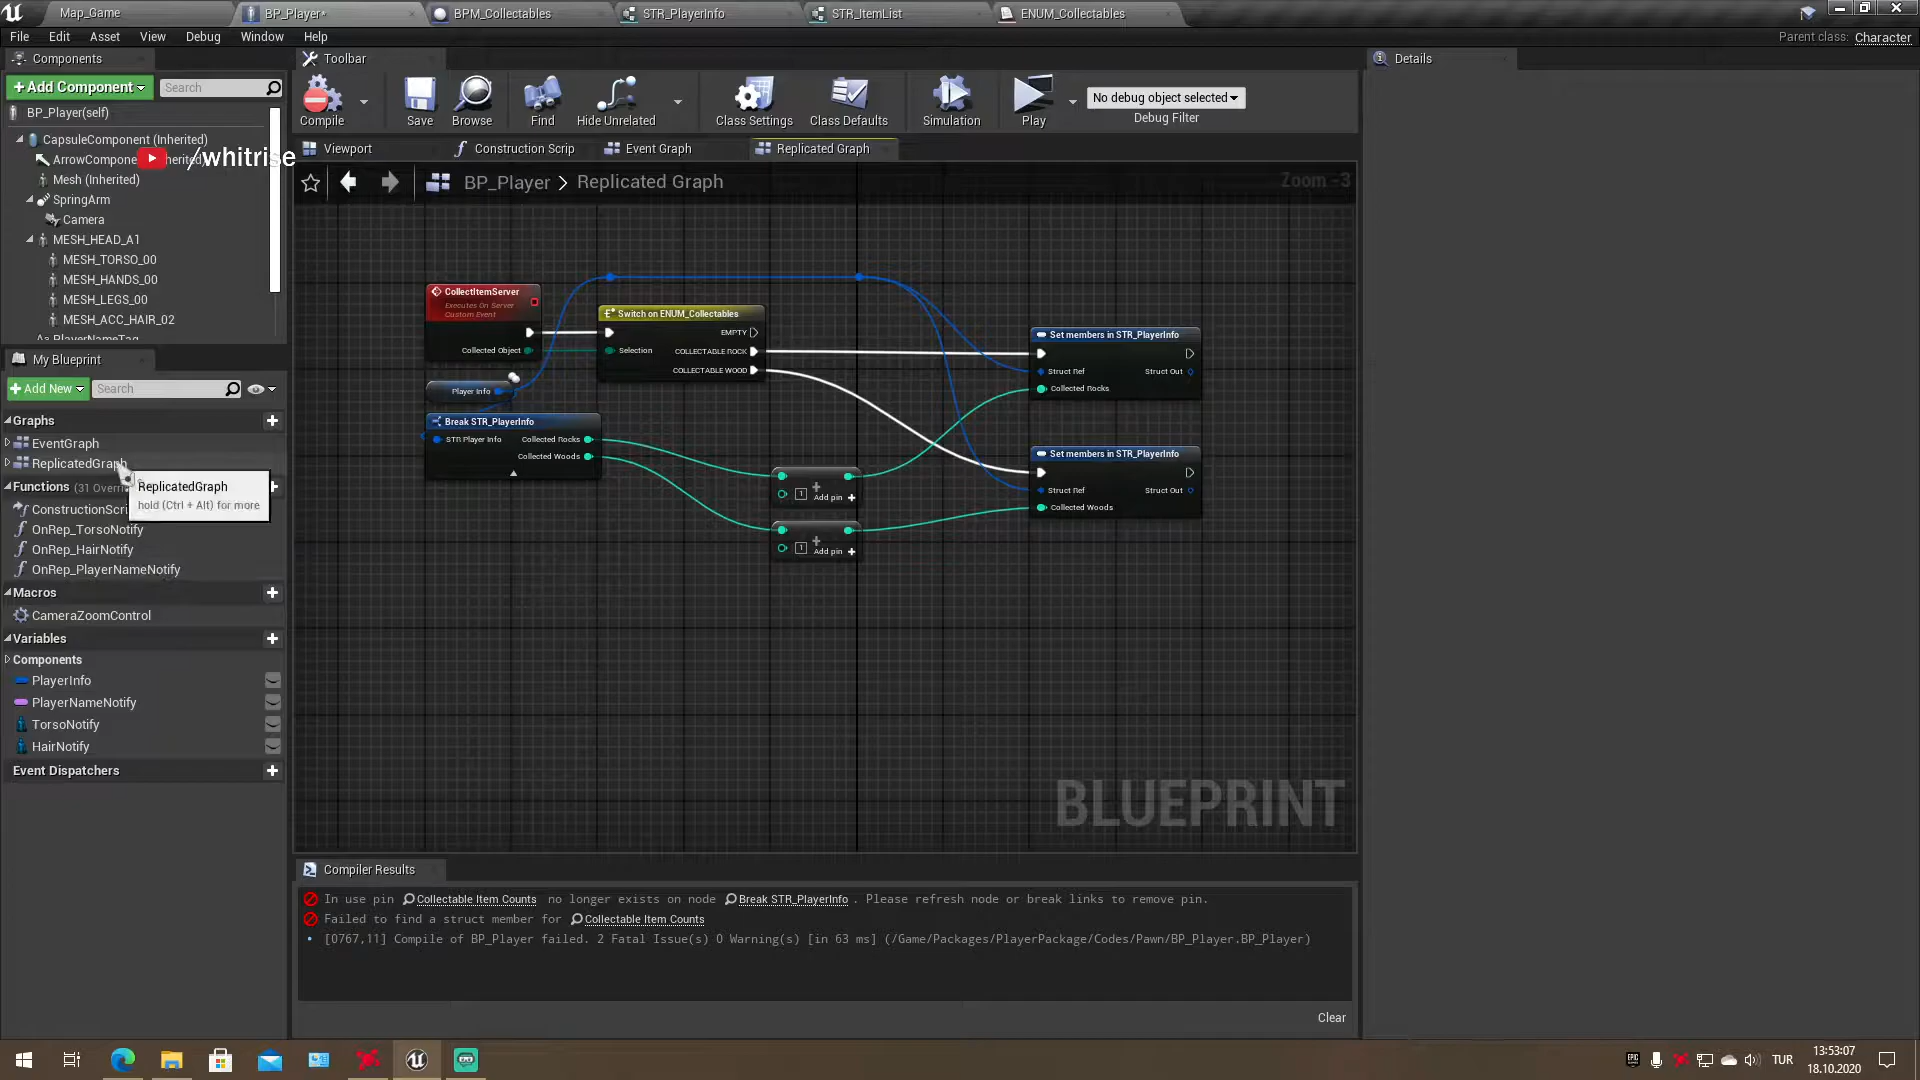 Map_Game
BP_Player*
BPM_Collectables
STR_PlayerInfo
STR_ItemList
ENUM_Collectables
File Edit Asset View Debug Window Help
Parent class: Character
Components
Toolbar
Details
+Add Component
Search
BP_Player(self)
CapsuleComponent (Inherited)
/whitrise
Mesh (Inherited)
SpringArm
Camera
MESH_HEAD_A1
MESH_TORSO_00
MESH_HANDS_00
MESH_LEGS_00
MESH_ACC_HAIR_02
Compile
Save
Browse
Find
Hide Unrelated
Class Settings
Class Defaults
Simulation
Play
No debug object selected
Debug Filter
Viewport
Construction Scrip
Event Graph
Replicated Graph
BP_Player > Replicated Graph
Zoom -3
My Blueprint
+Add New
Search
Graphs
EventGraph
ReplicatedGraph
Functions (31 Overr
ReplicatedGraph
hold (Ctrl + Alt) for more
ConstructionScri
OnRep_TorsoNotify
OnRep_HairNotify
OnRep_PlayerNameNotify
Macros
CameraZoomControl
Variables
Components
PlayerInfo
PlayerNameNotify
TorsoNotify
HairNotify
Event Dispatchers
CollectItemServer
Executes On Server
Custom Event
Collected Object
Player Info
Switch on ENUM_Collectables
EMPTY
Selection
COLLECTABLE ROCK
COLLECTABLE WOOD
Break STR_PlayerInfo
STR Player Info
Collected Rocks
Collected Woods
1 Add pin +
1 Add pin +
Set members in STR_PlayerInfo
Struct Ref
Struct Out
Collected Rocks
Set members in STR_PlayerInfo
Struct Ref
Struct Out
Collected Woods
BLUEPRINT
Compiler Results
In use pin Collectable Item Counts no longer exists on node Break STR_PlayerInfo . Please refresh node or break links to remove pin.
Failed to find a struct member for Collectable Item Counts
[0767,11] Compile of BP_Player failed. 2 Fatal Issue(s) 0 Warning(s) [in 63 ms] (/Game/Packages/PlayerPackage/Codes/Pawn/BP_Player.BP_Player)
Clear
TUR
13:53:07
18.10.2020